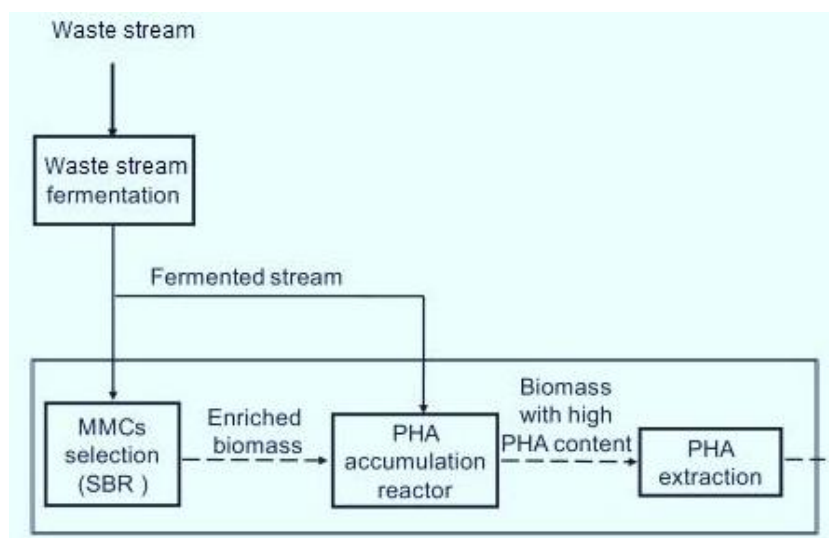 Waste stream
Waste stream
fermentation
Fermented stream
MMCs
selection
(SBR )
Enriched
biomass
PHA
accumulation
reactor
Biomass
with high
PHA content
PHA
extraction